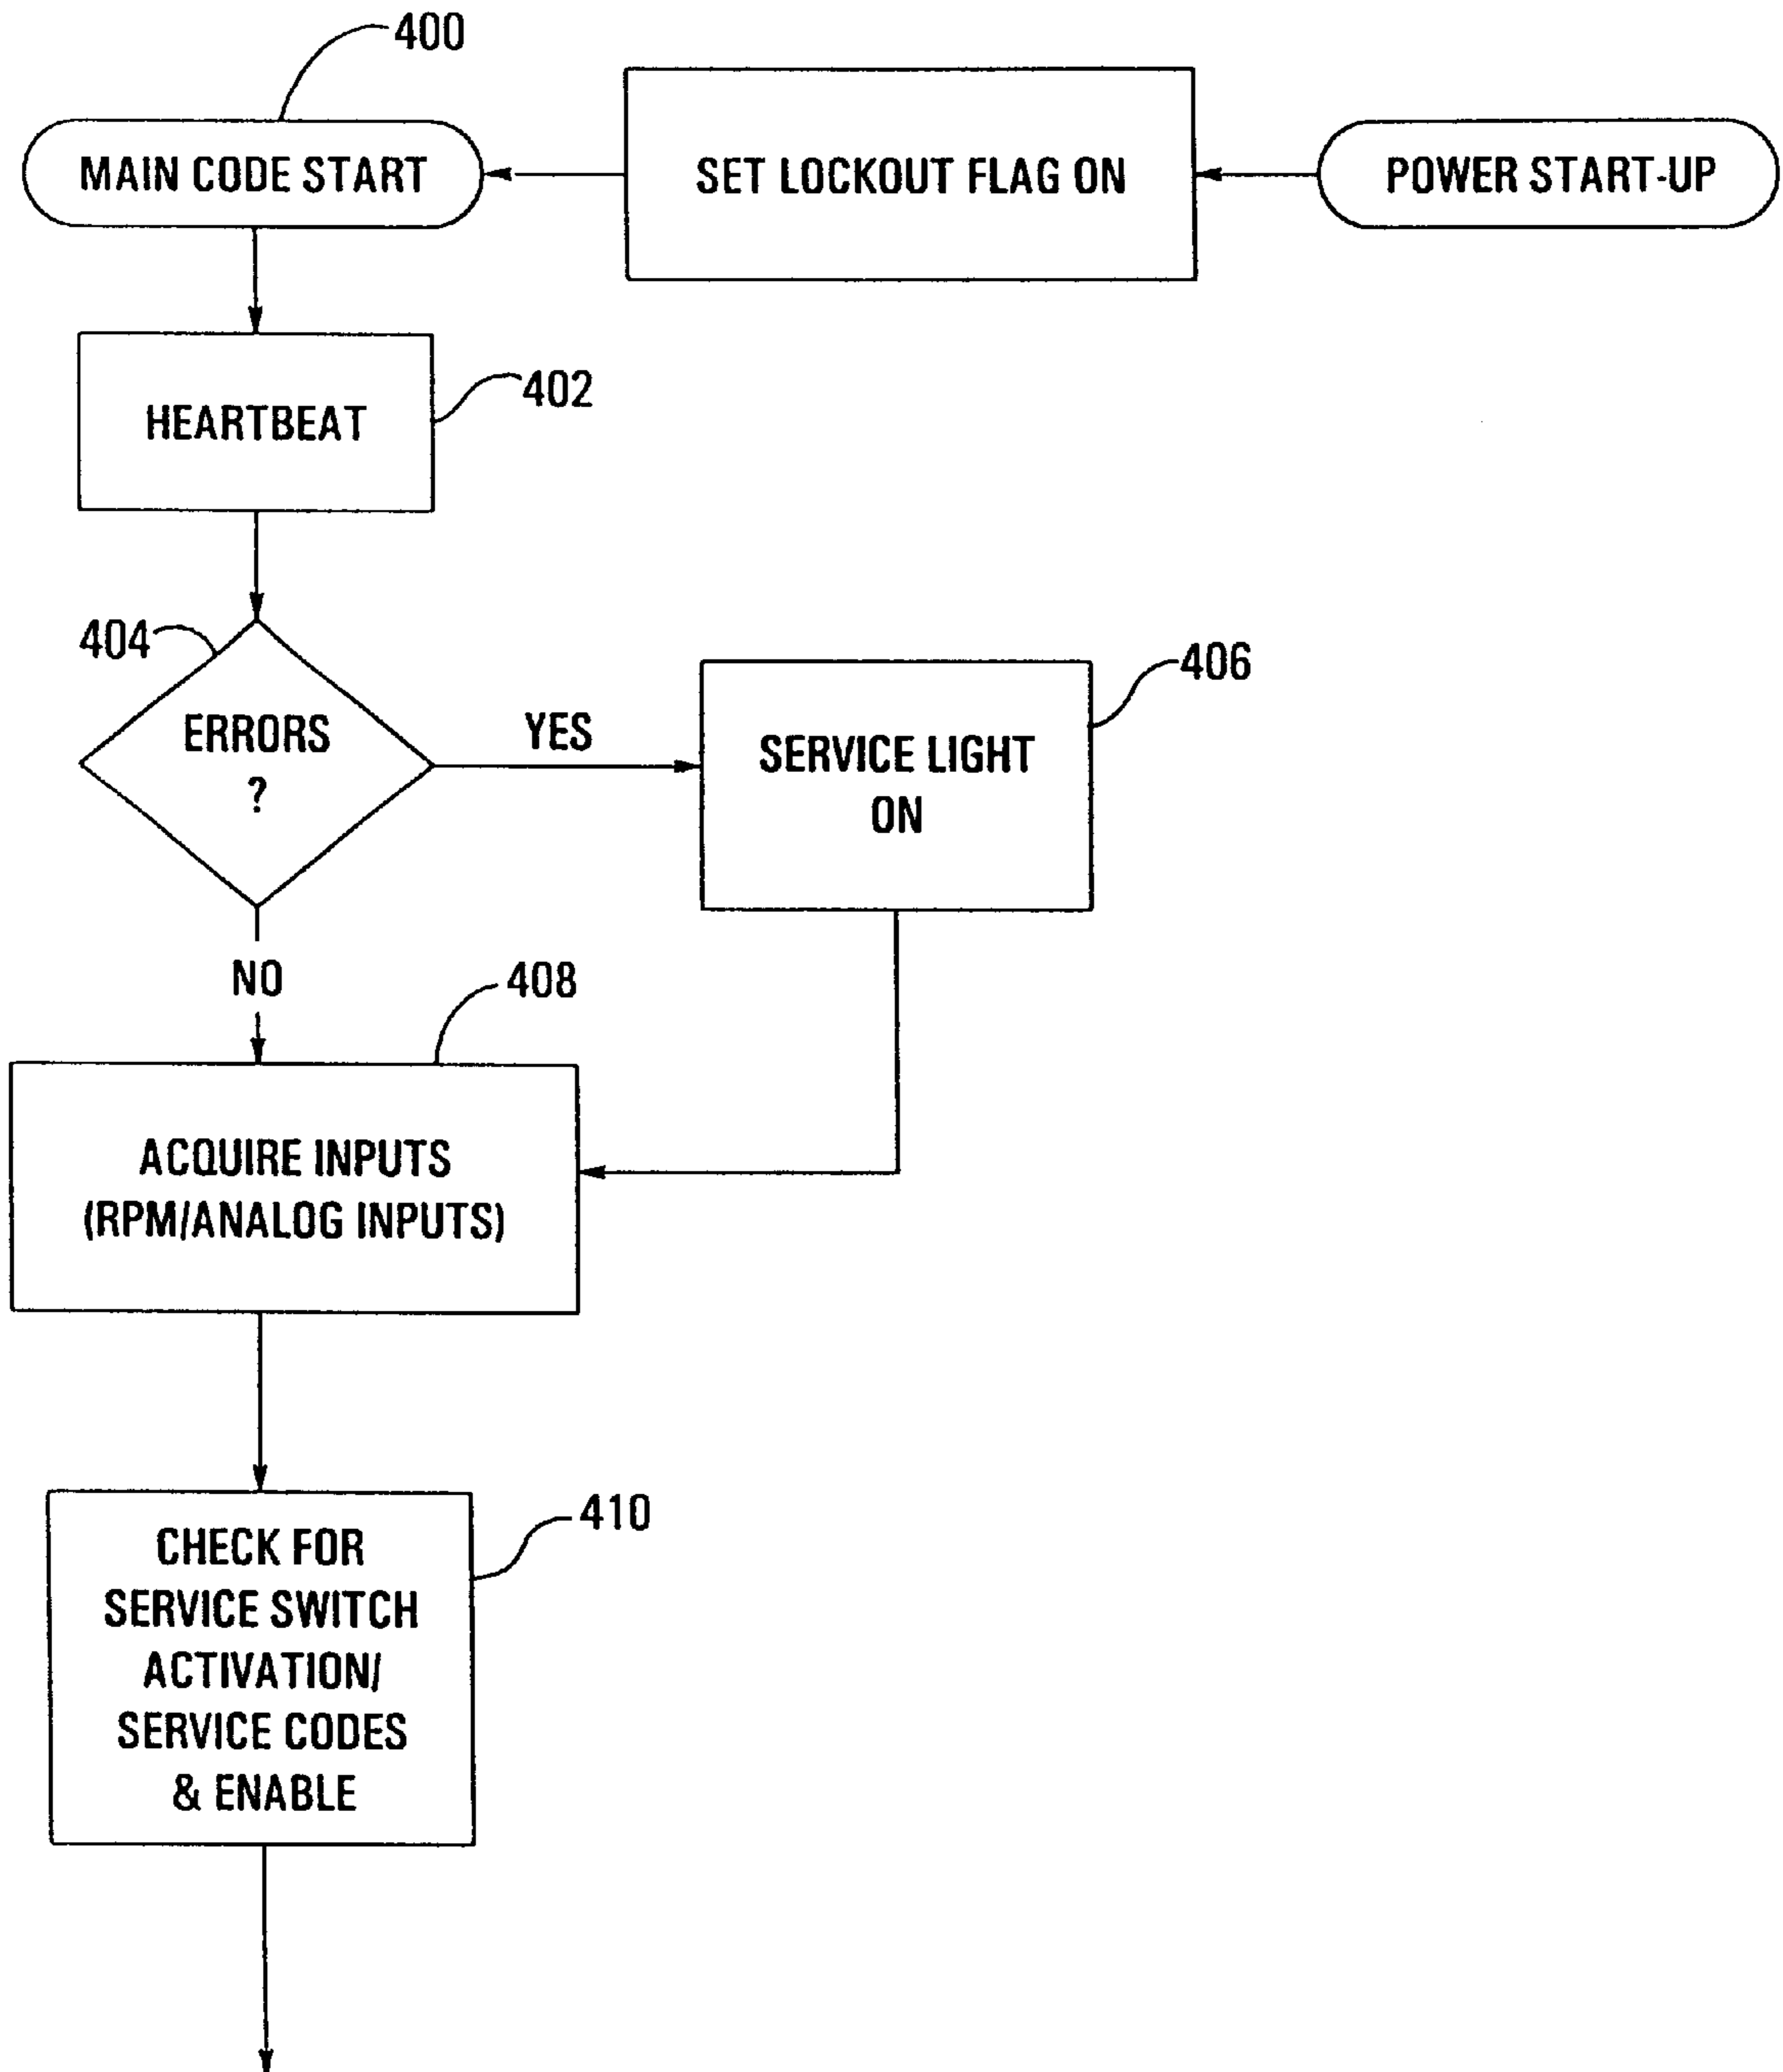 400
MAIN CODE START
SET LOCKOUT FLAG ON
POWER START-UP
HEARTBEAT
402
404
ERRORS
?
YES
SERVICE LIGHT
ON
406
NO
408
ACQUIRE INPUTS
(RPM/ANALOG INPUTS)
CHECK FOR
SERVICE SWITCH
ACTIVATION/
SERVICE CODES
& ENABLE
410